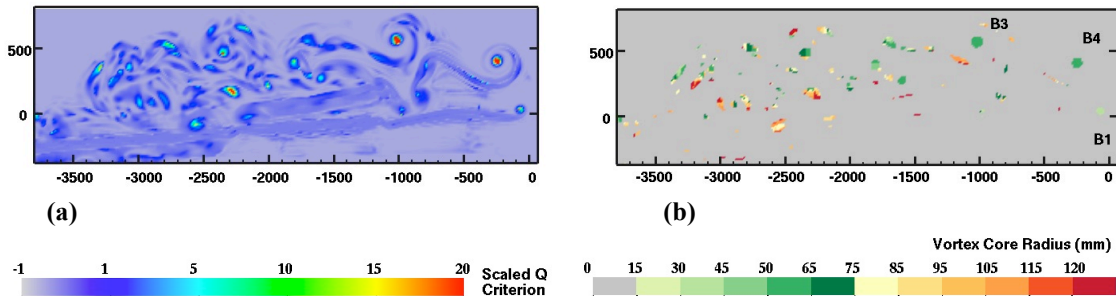 500
0
-3500 -3000 -2500 -2000 -1500 -1000 -500 0
(a)
-1 1 5 10 15 20
Scaled Q
Criterion
B3
B4
500
0
B1
-3500 -3000 -2500 -2000 -1500 -1000 -500 0
(b)
Vortex Core Radius (mm)
0 15 30 45 50 65 75 85 95 105 115 120